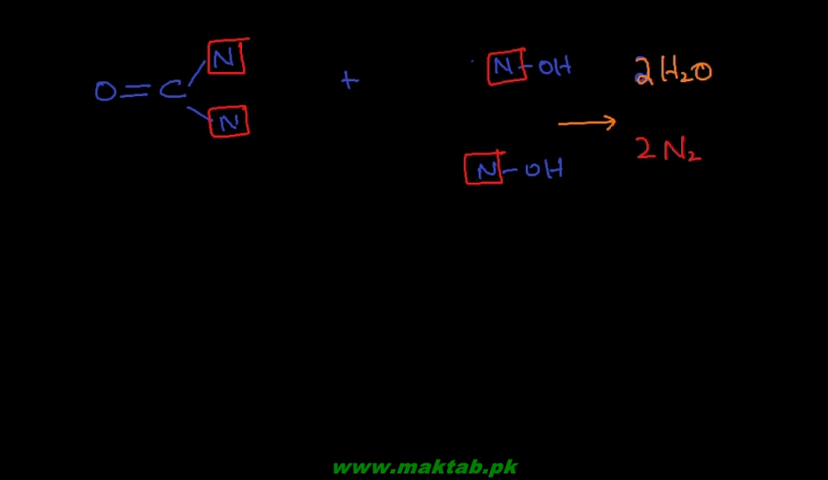 N
N-OH
2H₂O
O=C
+
N
→
2N₂
N-OH
www.maktab.pk